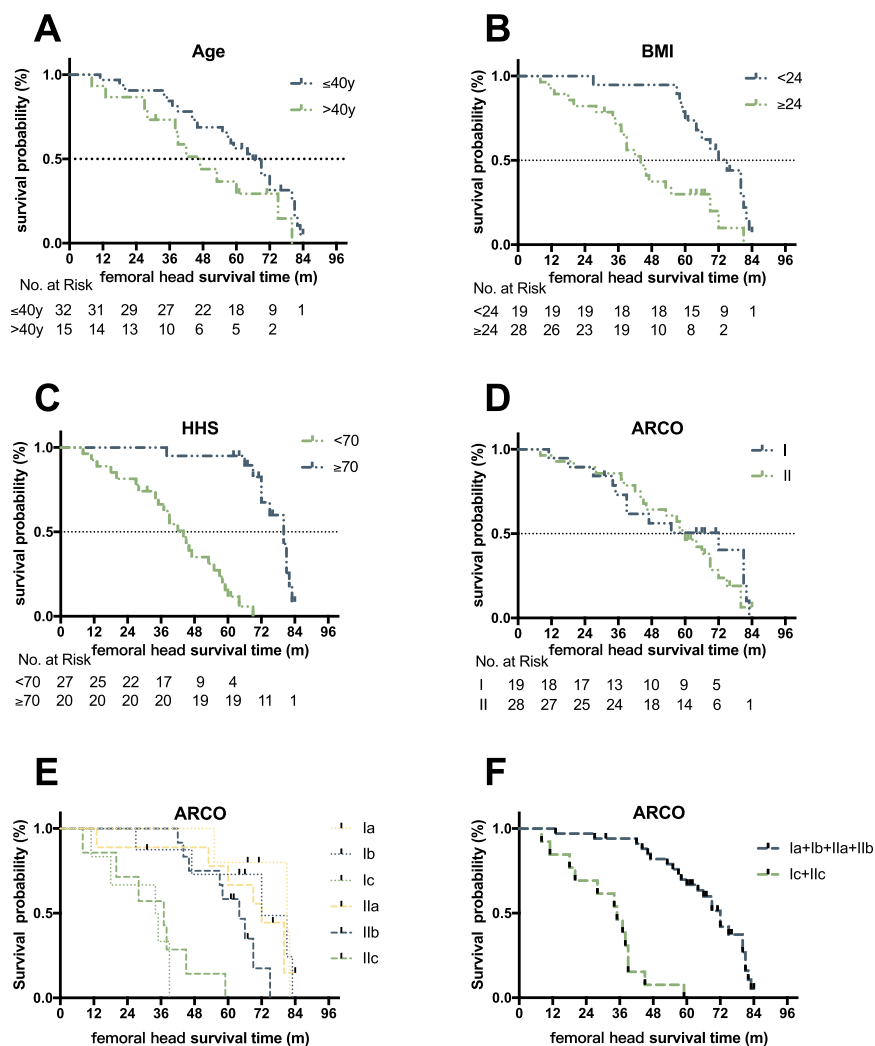 A
Age
survival probability (%)
1.0
0.5
0.0
≤40y
>40y
0 12 24 36 48 60 72 84 96
femoral head survival time (m)
No. at Risk
≤40y 32 31 29 27 22 18 9 1
>40y 15 14 13 10 6 5 2
B
BMI
survival probability (%)
1.0
0.5
0.0
<24
≥24
0 12 24 36 48 60 72 84 96
femoral head survival time (m)
No. at Risk
<24 19 19 19 18 18 15 9 1
≥24 28 26 23 19 10 8 2
C
HHS
survival probability (%)
1.0
0.5
0.0
<70
≥70
0 12 24 36 48 60 72 84 96
femoral head survival time (m)
No. at Risk
<70 27 25 22 17 9 4
≥70 20 20 20 20 19 19 11 1
D
ARCO
survival probability (%)
1.0
0.5
0.0
I
II
0 12 24 36 48 60 72 84 96
femoral head survival time (m)
No. at Risk
I 19 18 17 13 10 9 5
II 28 27 25 24 18 14 6 1
E
ARCO
Survival probability (%)
1.0
0.5
0.0
Ia
Ib
Ic
IIa
IIb
IIc
0 12 24 36 48 60 72 84 96
femoral head survival time (m)
F
ARCO
Survival probability (%)
1.0
0.5
0.0
Ia+Ib+IIa+IIb
Ic+IIc
0 12 24 36 48 60 72 84 96
femoral head survival time (m)